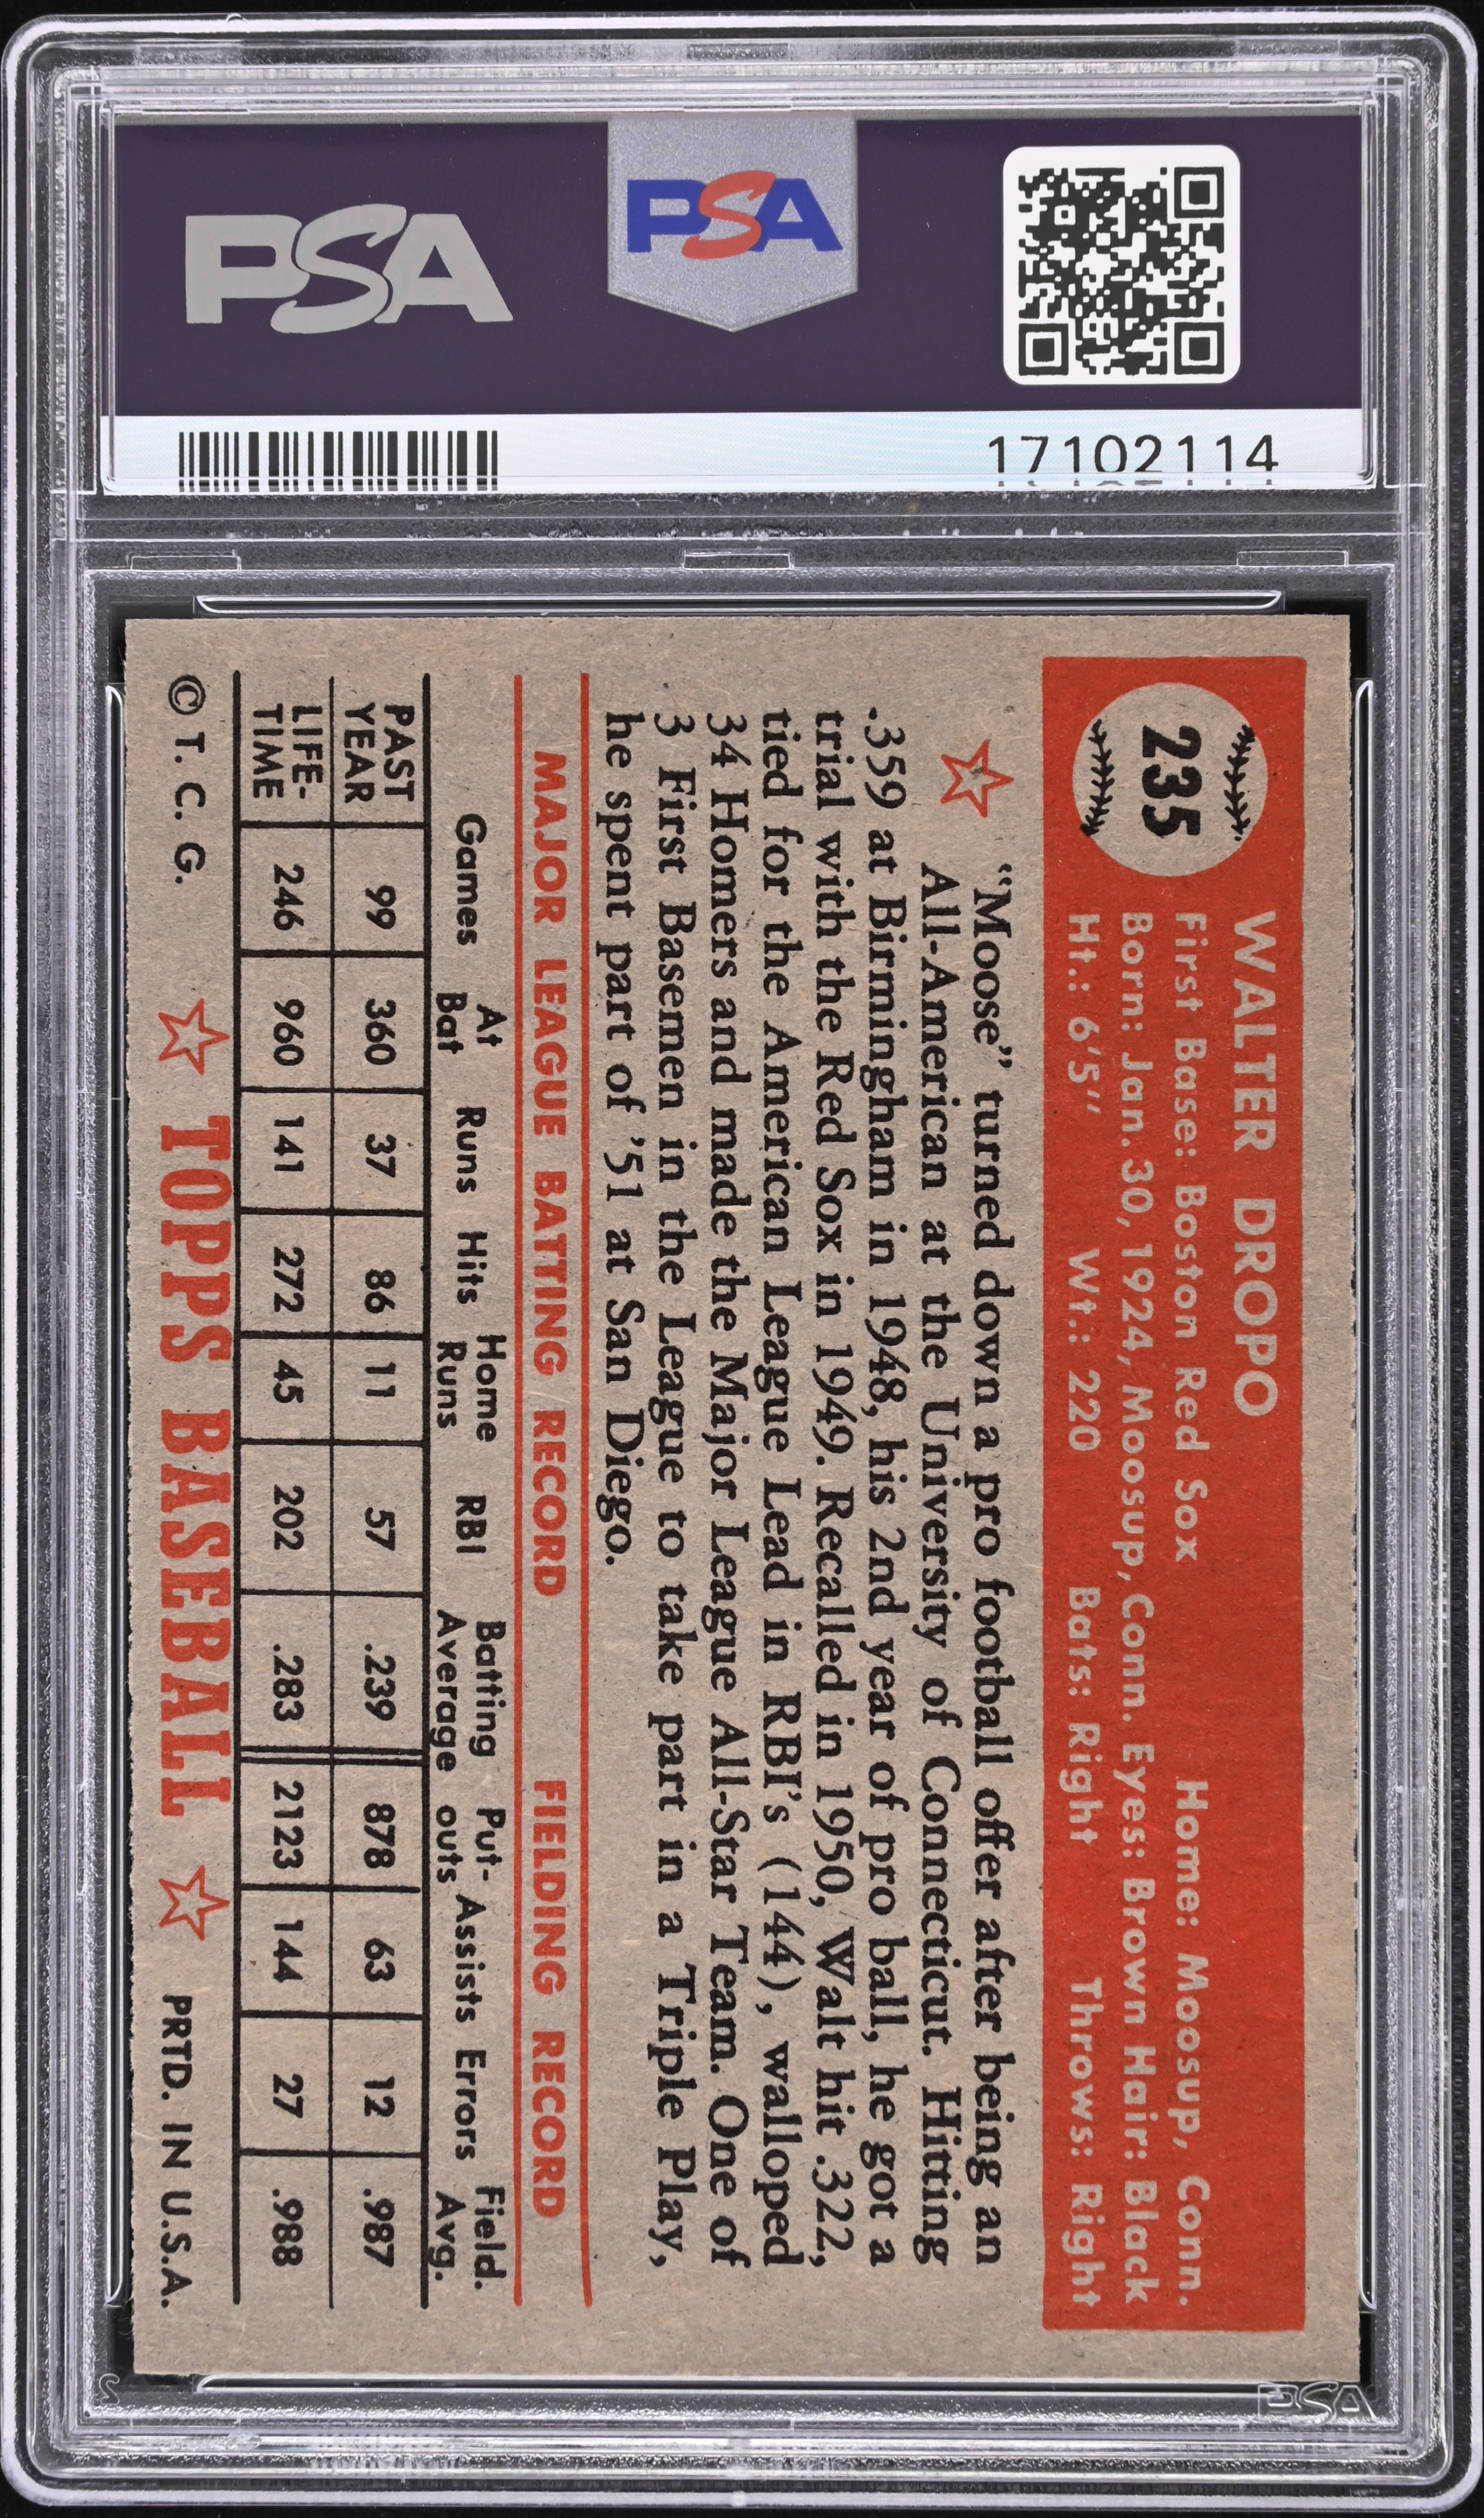 PSA
PSA
17102114
235
WALTER DROPO
First Base: Boston Red Sox Home: Moosup, Conn.
Born: Jan. 30, 1924, Moosup, Conn. Eyes: Brown Hair: Black
Ht.: 6'5" Wt.: 220 Bats: Right Throws: Right
"Moose" turned down a pro football offer after being an
All-American at the University of Connecticut. Hitting
.359 at Birmingham in 1948, his 2nd year of pro ball, he got a
trial with the Red Sox in 1949. Recalled in 1950, Walt hit .322,
tied for the American League Lead in RBI's (144), walloped
34 Homers and made the Major League All-Star Team. One of
3 First Basemen in the League to take part in a Triple Play,
he spent part of '51 at San Diego.
MAJOR LEAGUE BATTING RECORD FIELDING RECORD
Games At Bat Runs Hits Home Runs RBI Batting Average Put-outs Assists Errors Field. Avg.
PAST YEAR 99 360 37 86 11 57 .239 878 63 12 .987
LIFE-TIME 246 960 141 272 45 202 .283 2123 144 27 .988
© T. C. G. TOPPS BASEBALL PRTD. IN U.S.A.
PSA